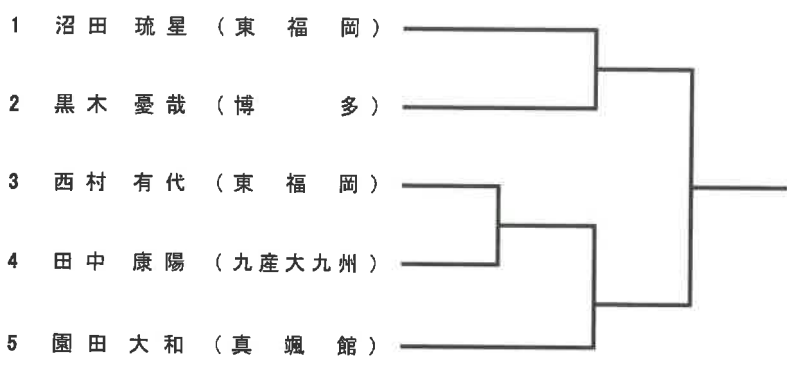 1 沼田 琉星 (東福岡)
2 黒木 憂哉 (博多)
3 西村 有代 (東福岡)
4 田中 康陽 (九産大九州)
5 園田 大和 (真颯館)